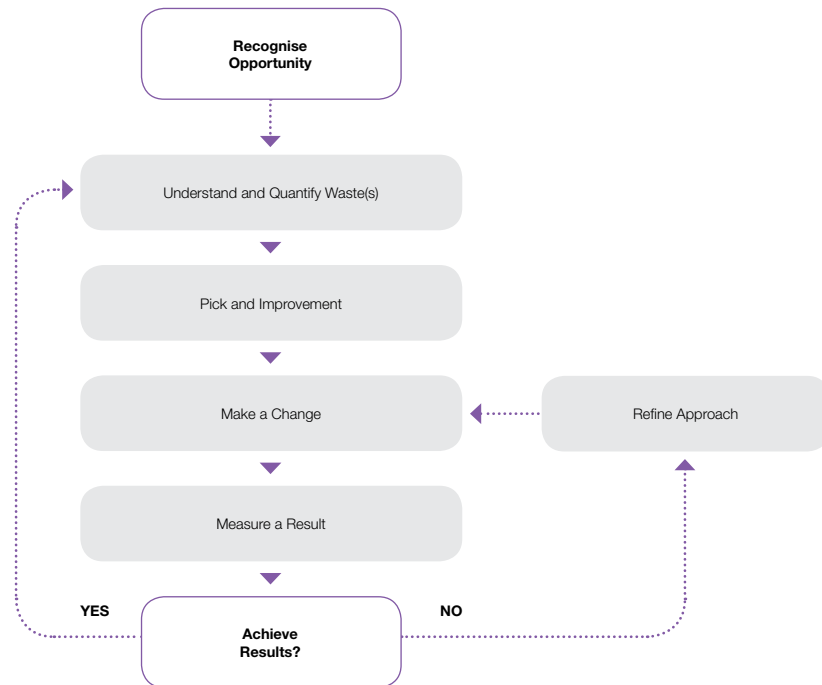 Recognise
Opportunity
Understand and Quantify Waste(s)
Pick and Improvement
Make a Change
Refine Approach
Measure a Result
YES
NO
Achieve
Results?